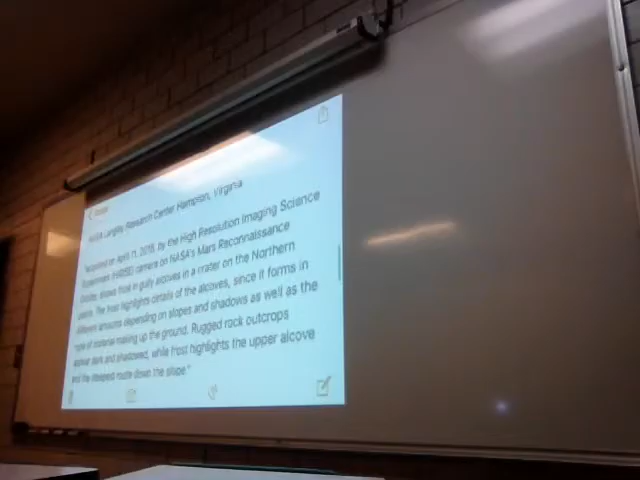 NASA Langley Research Center Hampton, Virginia
"acquired on April 11, 2015, by the High Resolution Imaging Science
Experiment (HiRISE) camera on NASA's Mars Reconnaissance
Orbiter, shows frost in gully alcoves in a crater on the Northern
plains. The frost highlights details of the alcoves, since it forms in
different amounts depending on slopes and shadows as well as the
type of material making up the ground. Rugged rock outcrops
appear dark and shadowed, while frost highlights the upper alcove
and the steepest route down the slope."